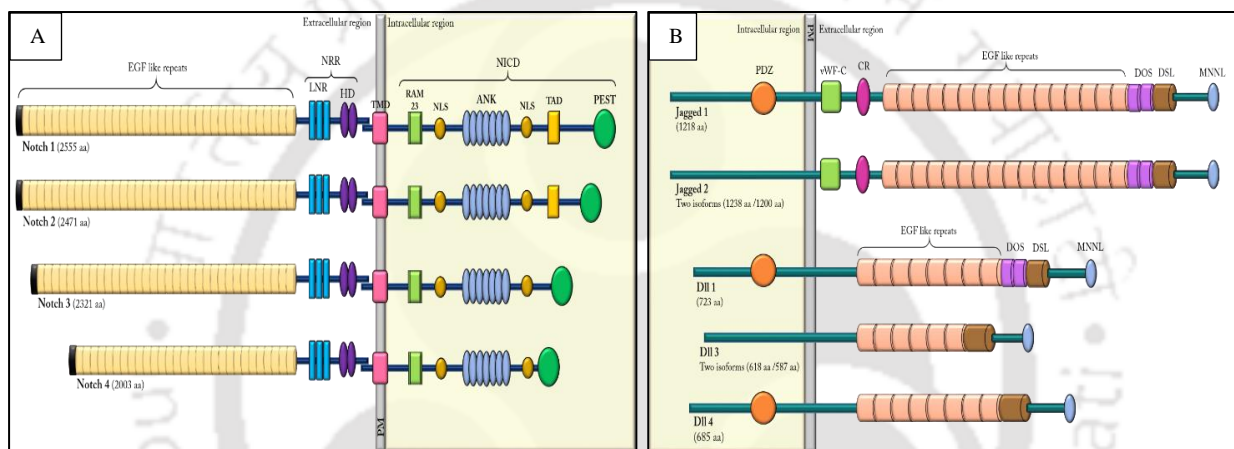 A
Extracellular region
Intracellular region
EGF like repeats
NRR
LNR
HD
TMD
NICD
RAM
23
NLS
ANK
NLS
TAD
PEST
Notch 1 (2555 aa)
Notch 2 (2471 aa)
Notch 3 (2321 aa)
Notch 4 (2003 aa)
PM
B
Intracellular region
PM
Extracellular region
PDZ
vWF-C
CR
EGF like repeats
DOS
DSL
MNNL
Jagged 1
(1218 aa)
Jagged 2
Two isoforms (1238 aa /1200 aa)
EGF like repeats
DOS
DSL
MNNL
Dll 1
(723 aa)
Dll 3
Two isoforms (618 aa /587 aa)
Dll 4
(685 aa)